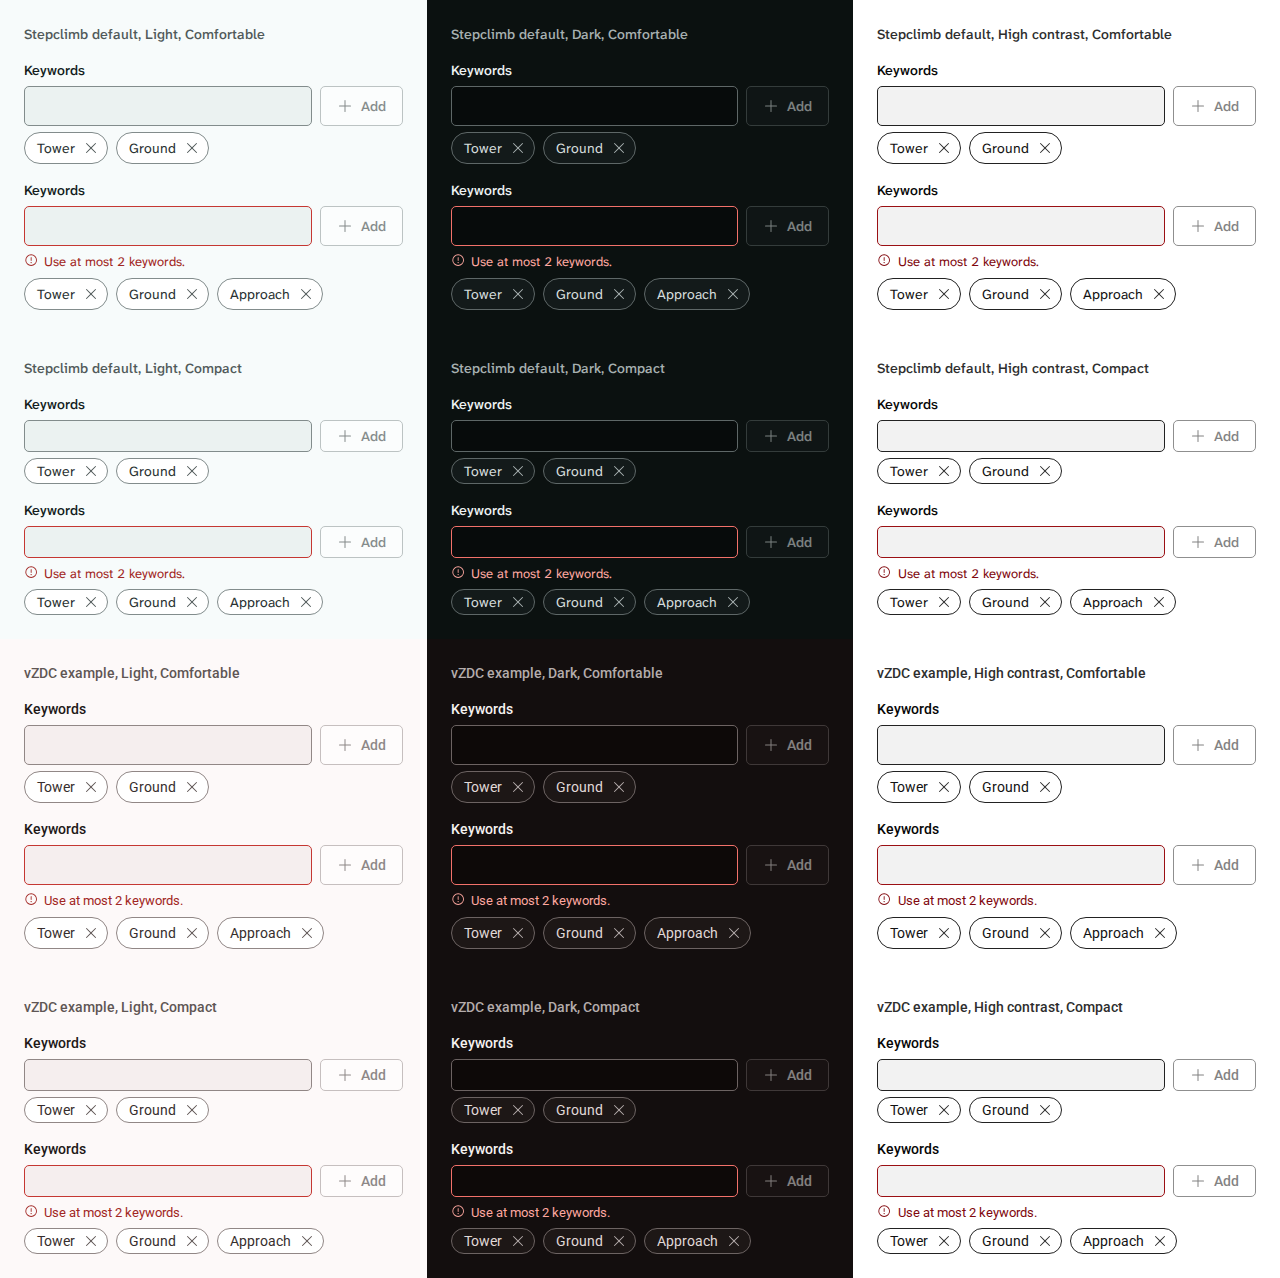 Stepclimb default, Light, Comfortable
Keywords
Add
Tower
Ground
Keywords
Add
Use at most 2 keywords.
Tower
Ground
Approach
Stepclimb default, Dark, Comfortable
Keywords
Add
Tower
Ground
Keywords
Add
Use at most 2 keywords.
Tower
Ground
Approach
Stepclimb default, High contrast, Comfortable
Keywords
Add
Tower
Ground
Keywords
Add
Use at most 2 keywords.
Tower
Ground
Approach
Stepclimb default, Light, Compact
Keywords
Add
Tower
Ground
Keywords
Add
Use at most 2 keywords.
Tower
Ground
Approach
Stepclimb default, Dark, Compact
Keywords
Add
Tower
Ground
Keywords
Add
Use at most 2 keywords.
Tower
Ground
Approach
Stepclimb default, High contrast, Compact
Keywords
Add
Tower
Ground
Keywords
Add
Use at most 2 keywords.
Tower
Ground
Approach
vZDC example, Light, Comfortable
Keywords
Add
Tower
Ground
Keywords
Add
Use at most 2 keywords.
Tower
Ground
Approach
vZDC example, Dark, Comfortable
Keywords
Add
Tower
Ground
Keywords
Add
Use at most 2 keywords.
Tower
Ground
Approach
vZDC example, High contrast, Comfortable
Keywords
Add
Tower
Ground
Keywords
Add
Use at most 2 keywords.
Tower
Ground
Approach
vZDC example, Light, Compact
Keywords
Add
Tower
Ground
Keywords
Add
Use at most 2 keywords.
Tower
Ground
Approach
vZDC example, Dark, Compact
Keywords
Add
Tower
Ground
Keywords
Add
Use at most 2 keywords.
Tower
Ground
Approach
vZDC example, High contrast, Compact
Keywords
Add
Tower
Ground
Keywords
Add
Use at most 2 keywords.
Tower
Ground
Approach